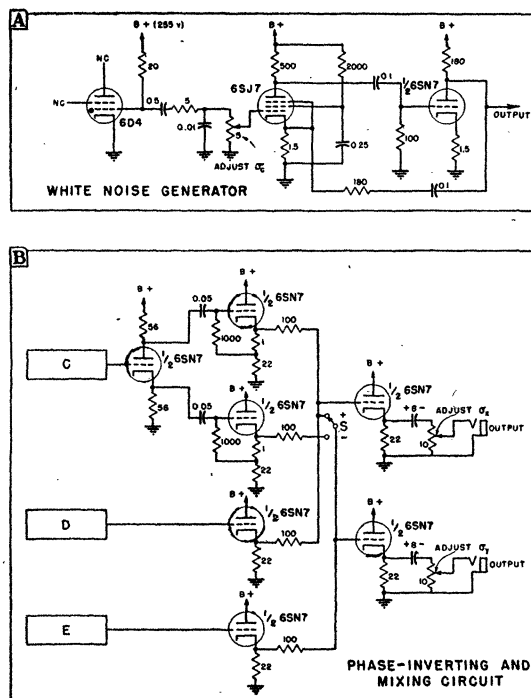 A
B + (255 v)
NC
NC
20
6D4
0.5
5
0.01
5
ADJUST σc
B +
500
2000
6SJ7
1.5
0.25
180
0.1
0.1
1/2 6SN7
B +
180
100
1.5
OUTPUT
WHITE NOISE GENERATOR
B
B +
56
C
1/2 6SN7
56
0.05
B +
1/2 6SN7
1000
1
22
100
0.05
B +
1/2 6SN7
1000
1
22
100
+
S
-
B +
1/2 6SN7
22
+ 8 -
10
ADJUST σx
OUTPUT
D
B +
1/2 6SN7
22
100
B +
1/2 6SN7
22
+ 8 -
10
ADJUST σy
OUTPUT
E
B +
1/2 6SN7
22
100
PHASE-INVERTING AND
MIXING CIRCUIT